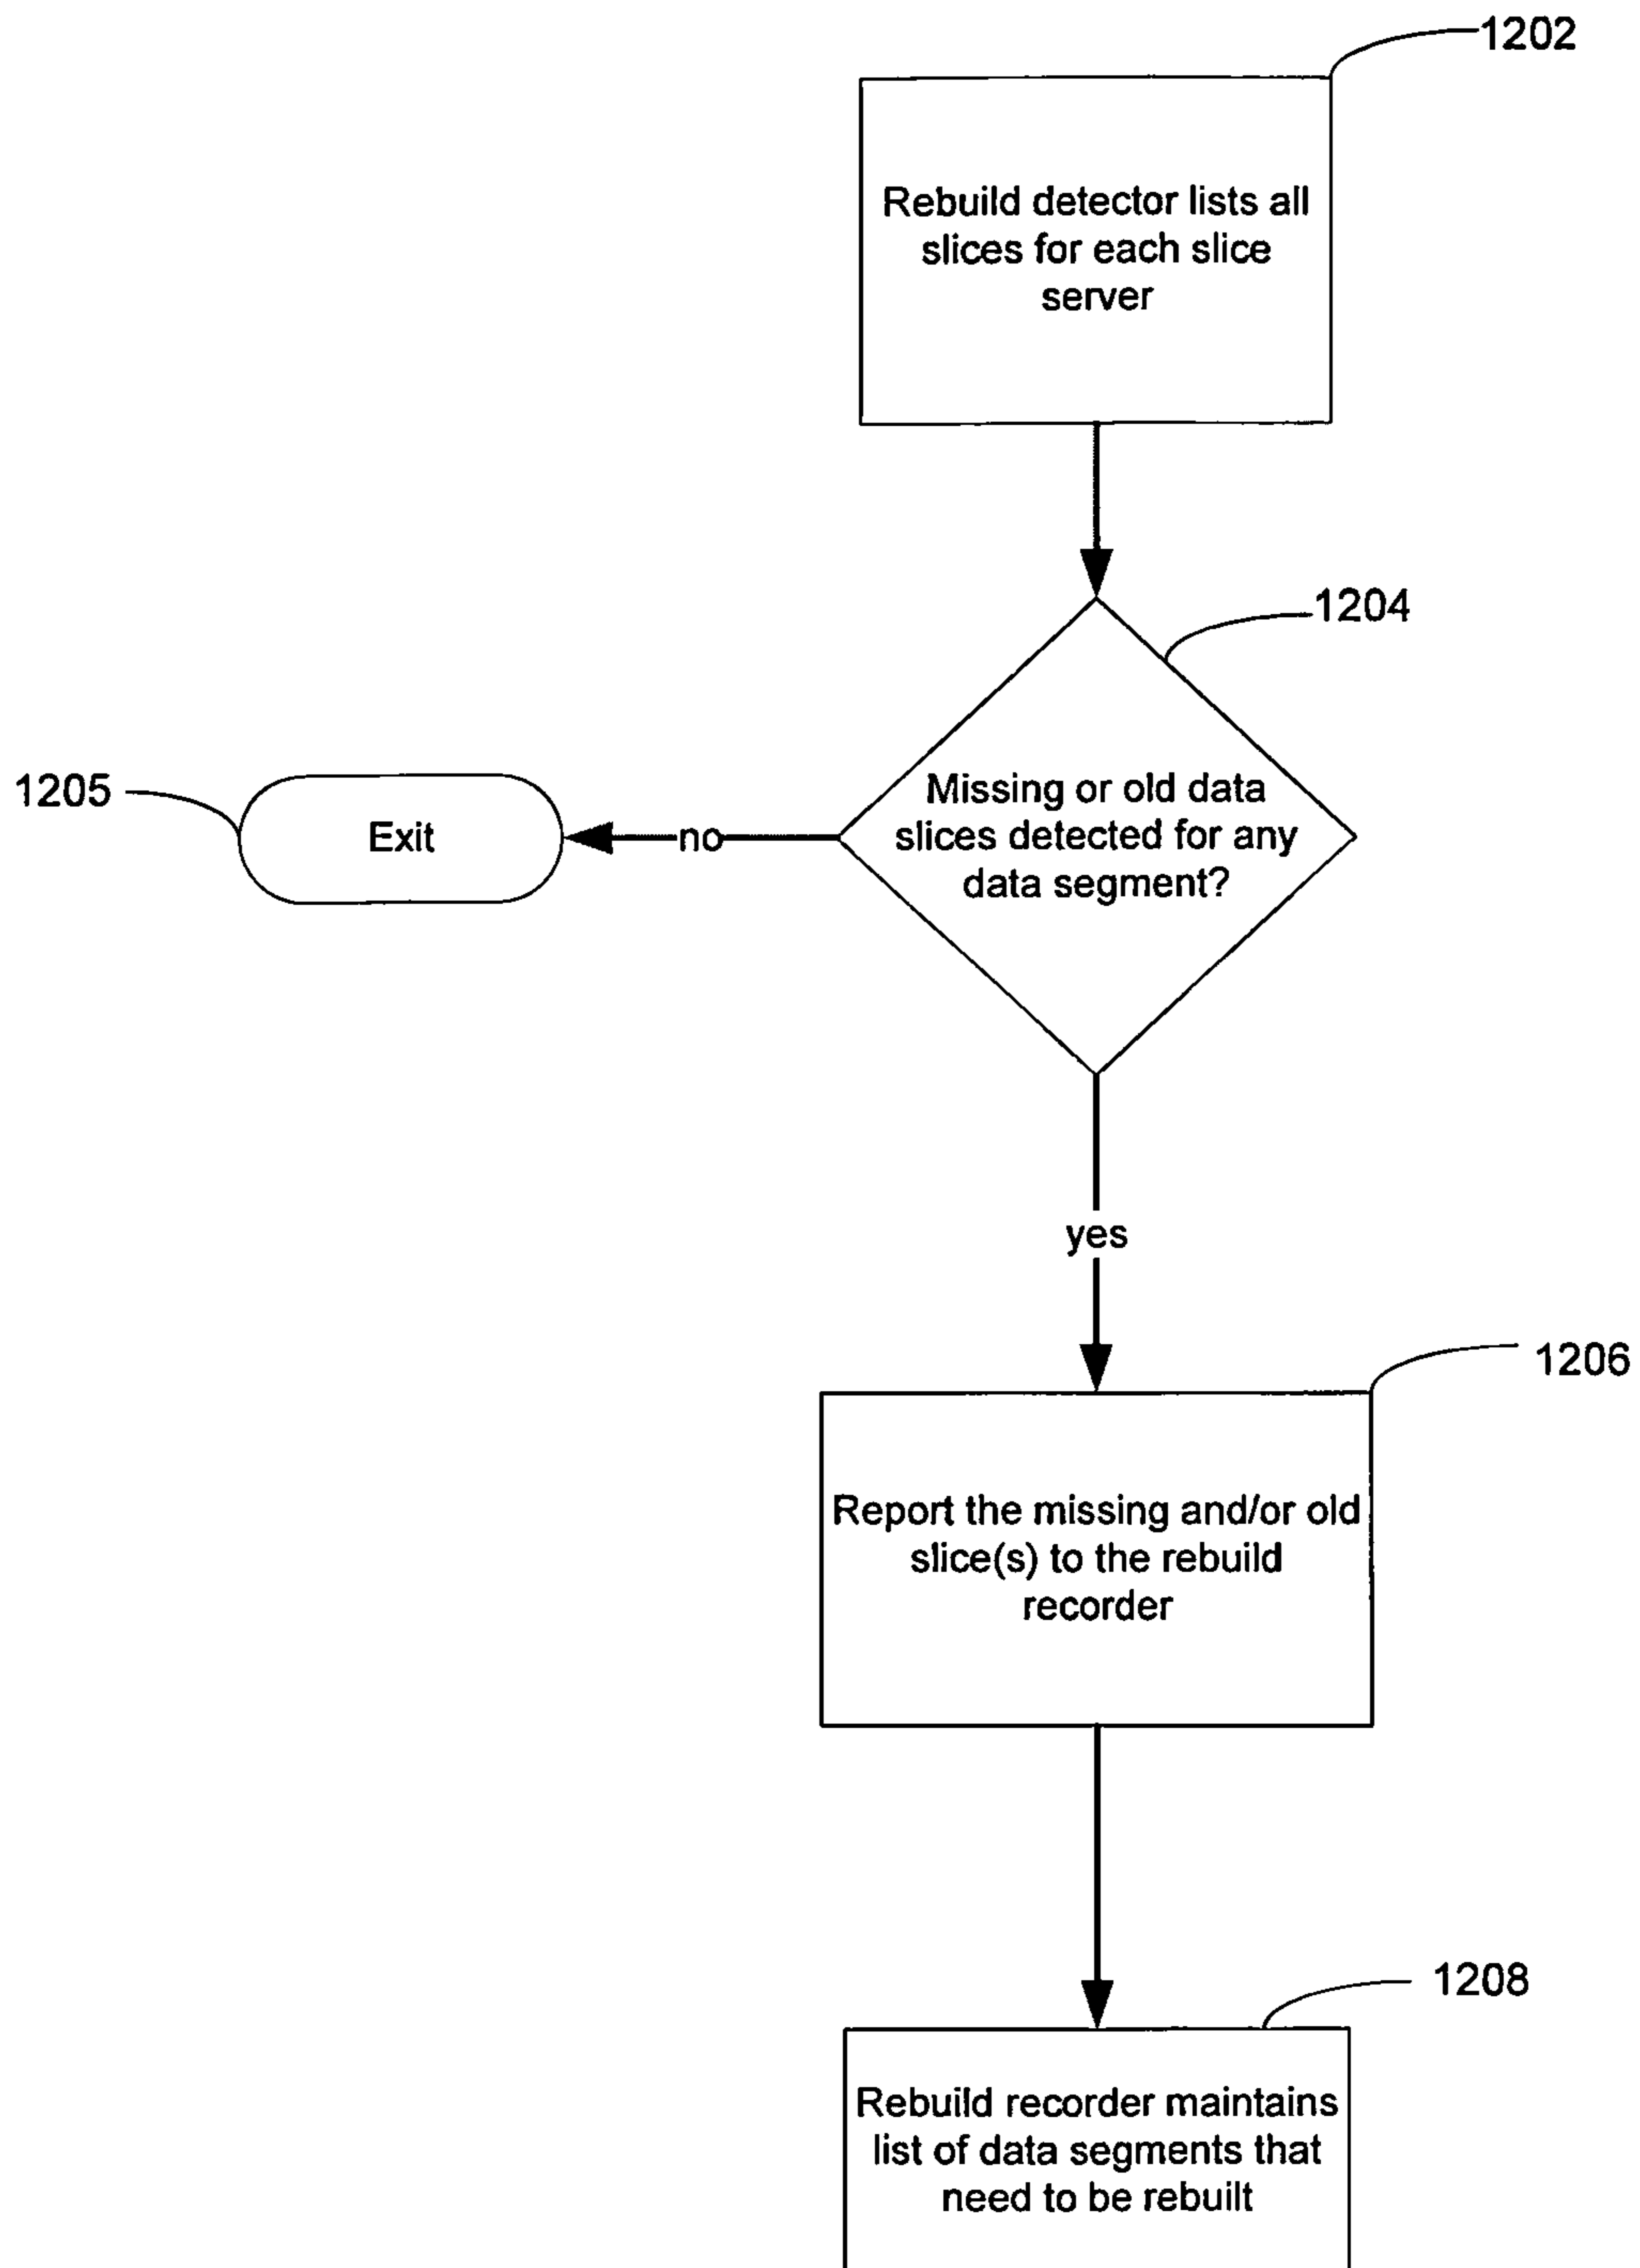 1202
Rebuild detector lists all
slices for each slice
server
1204
Missing or old data
slices detected for any
data segment?
no
1205
Exit
yes
1206
Report the missing and/or old
slice(s) to the rebuild
recorder
1208
Rebuild recorder maintains
list of data segments that
need to be rebuilt